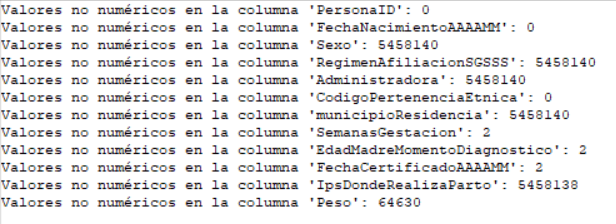 Valores no numéricos en la columna 'PersonaID': 0
Valores no numéricos en la columna 'FechaNacimientoAAAAMM': 0
Valores no numéricos en la columna 'Sexo': 5458140
Valores no numéricos en la columna 'RegimenAfiliacionSGSSS': 5458140
Valores no numéricos en la columna 'Administradora': 5458140
Valores no numéricos en la columna 'CodigoPertenenciaEtnica': 0
Valores no numéricos en la columna 'municipioResidencia': 5458140
Valores no numéricos en la columna 'SemanasGestacion': 2
Valores no numéricos en la columna 'EdadMadreMomentoDiagnostico': 2
Valores no numéricos en la columna 'FechaCertificadoAAAAMM': 2
Valores no numéricos en la columna 'IpsDondeRealizaParto': 5458138
Valores no numéricos en la columna 'Peso': 64630